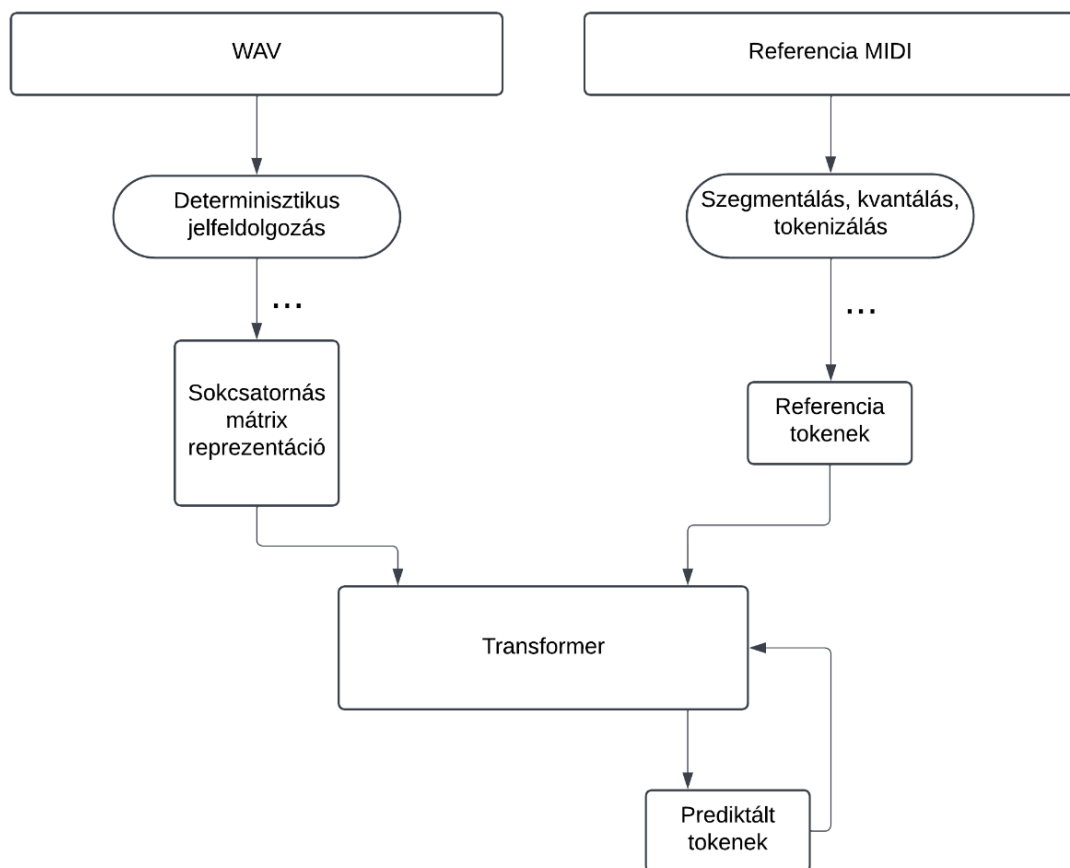 WAV
Referencia MIDI
Determinisztikus
jelfeldolgozás
Szegmentálás, kvantálás,
tokenizálás
...
...
Sokcsatornás
mátrix
reprezentáció
Referencia
tokenek
Transformer
Prediktált
tokenek